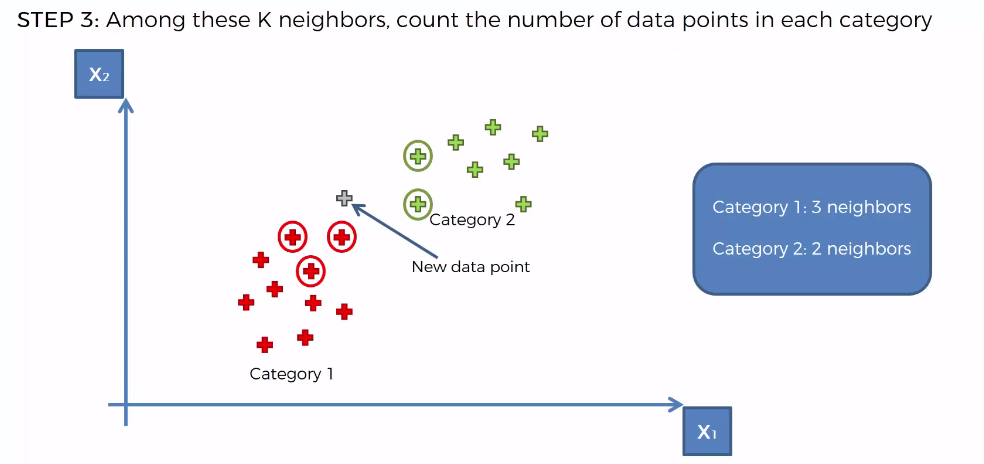 STEP 3: Among these K neighbors, count the number of data points in each category
X₂
Category 2
New data point
Category 1
Category 1: 3 neighbors
Category 2: 2 neighbors
X₁